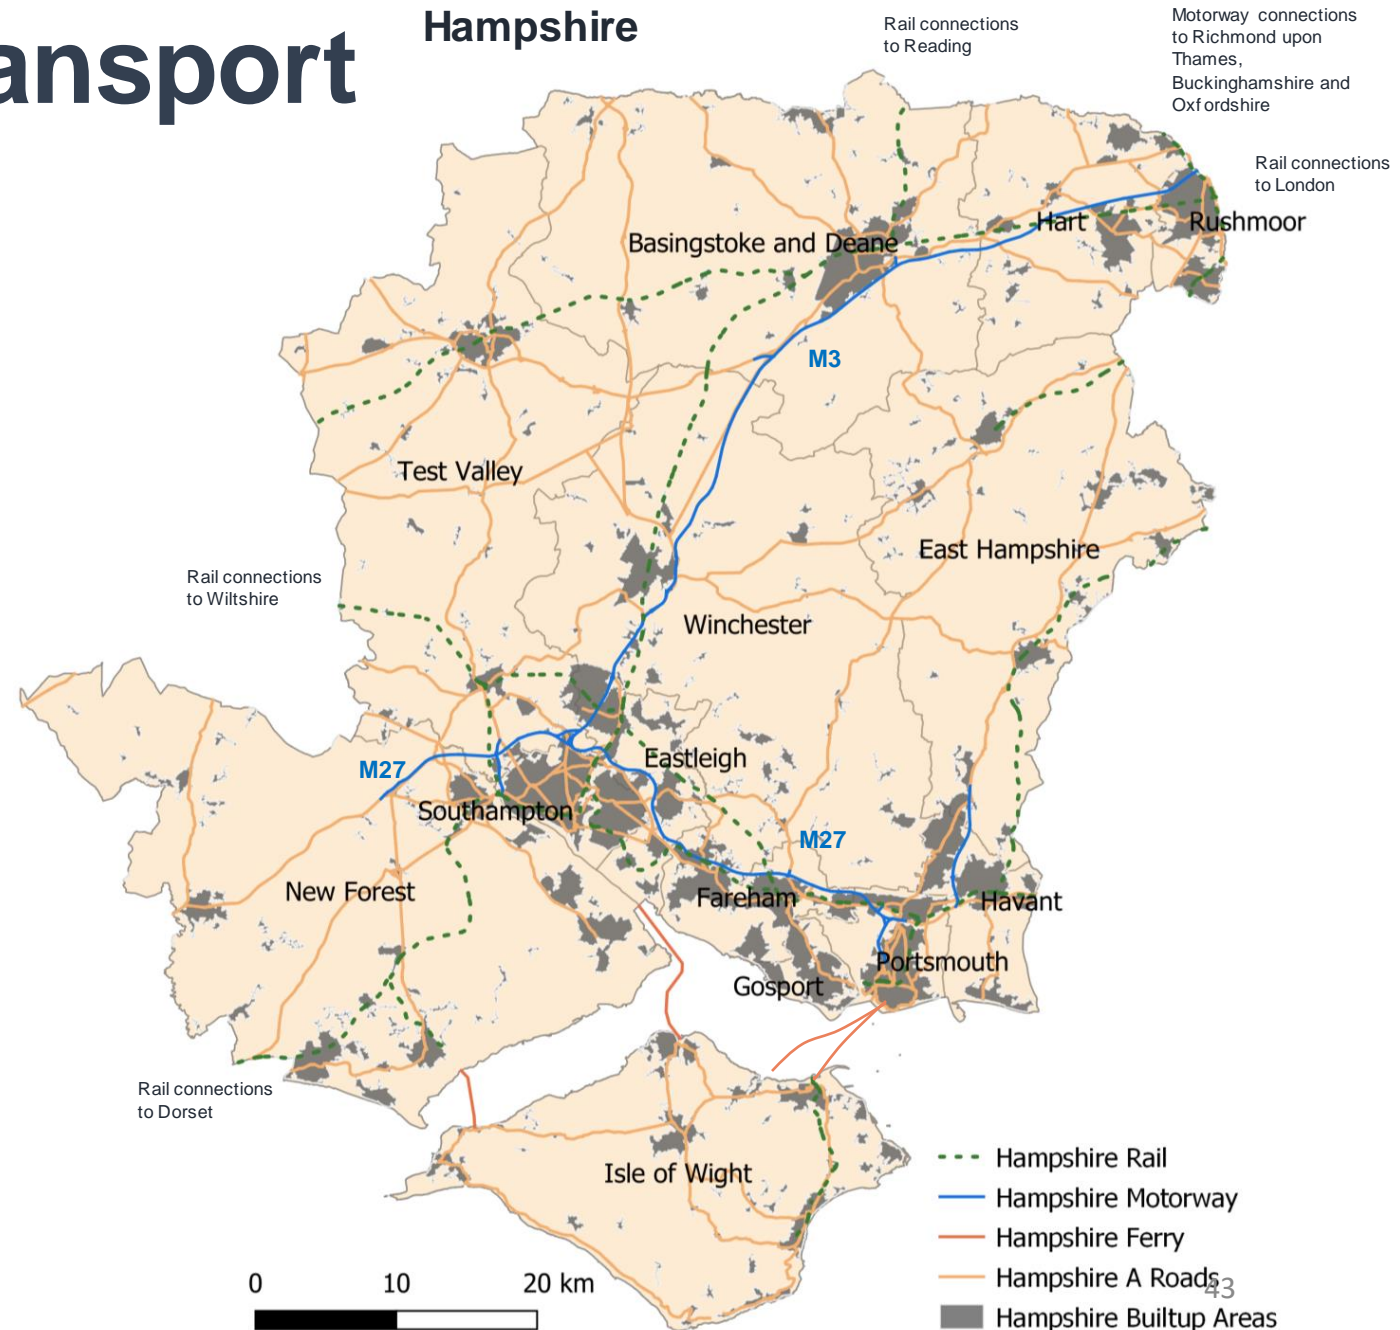 ansport
Hampshire
Rail connections
to Reading
Motorway connections
to Richmond upon
Thames,
Buckinghamshire and
Oxfordshire
Rail connections
to London
Hart
Rushmoor
Basingstoke and Deane
M3
Test Valley
East Hampshire
Rail connections
to Wiltshire
Winchester
Eastleigh
M27
Southampton
M27
New Forest
Fareham
Havant
Portsmouth
Gosport
Rail connections
to Dorset
Isle of Wight
Hampshire Rail
Hampshire Motorway
Hampshire Ferry
Hampshire A Roads
43
Hampshire Builtup Areas
0 10 20 km